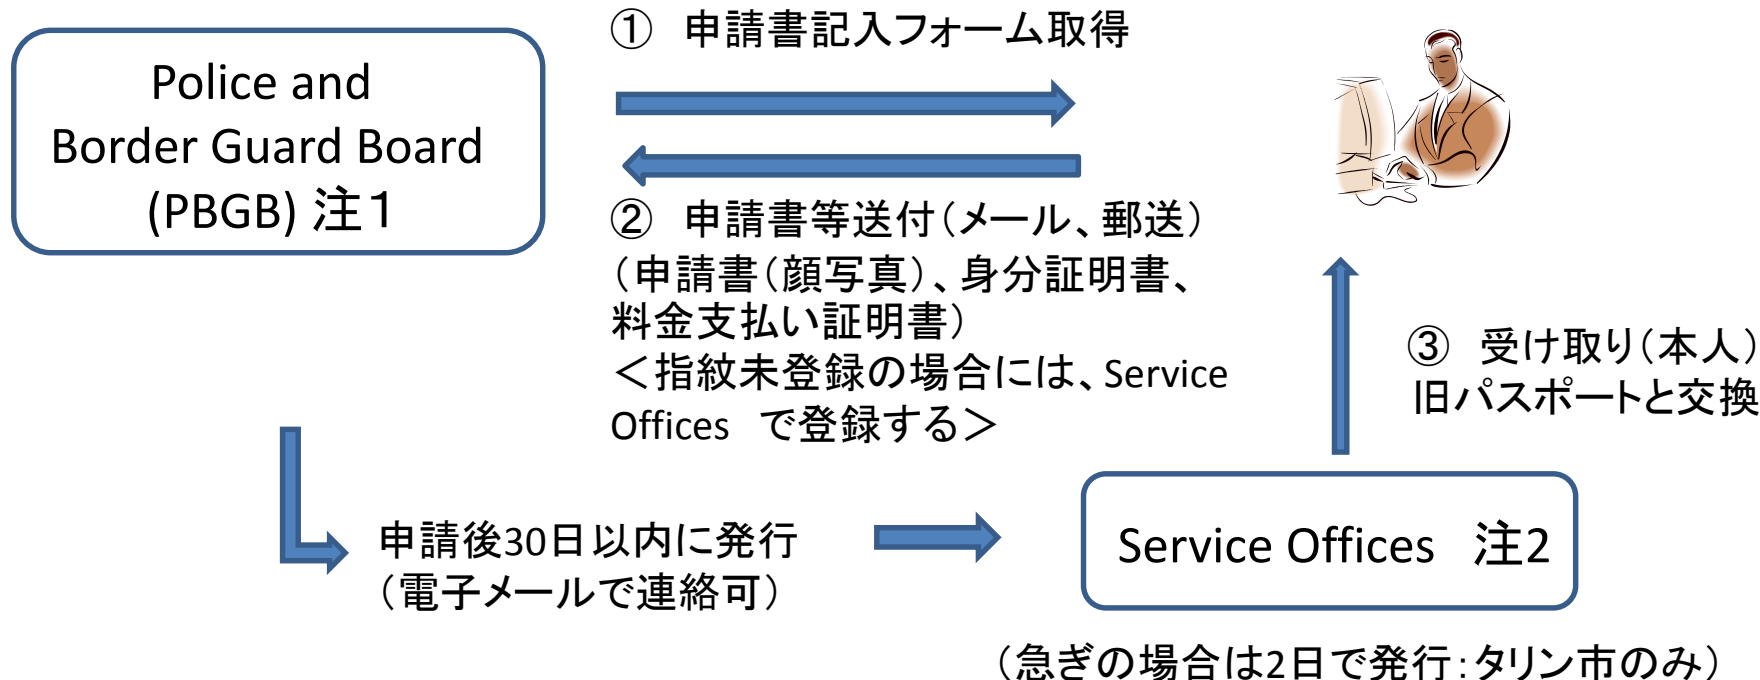 Police and
Border Guard Board
(PBGB) 注１
① 申請書記入フォーム取得
② 申請書等送付（メール、郵送）
（申請書（顔写真）、身分証明書、
料金支払い証明書）
＜指紋未登録の場合には、Service
Offices で登録する＞
③ 受け取り（本人）
旧パスポートと交換
申請後30日以内に発行
（電子メールで連絡可）
Service Offices 注2
（急ぎの場合は2日で発行：タリン市のみ）